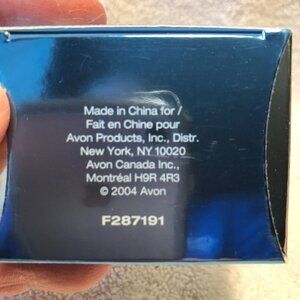 Made in China for /
Fait en Chine pour
Avon Products, Inc., Distr.
New York, NY 10020
Avon Canada Inc.,
Montréal H9R 4R3
© 2004 Avon
F287191